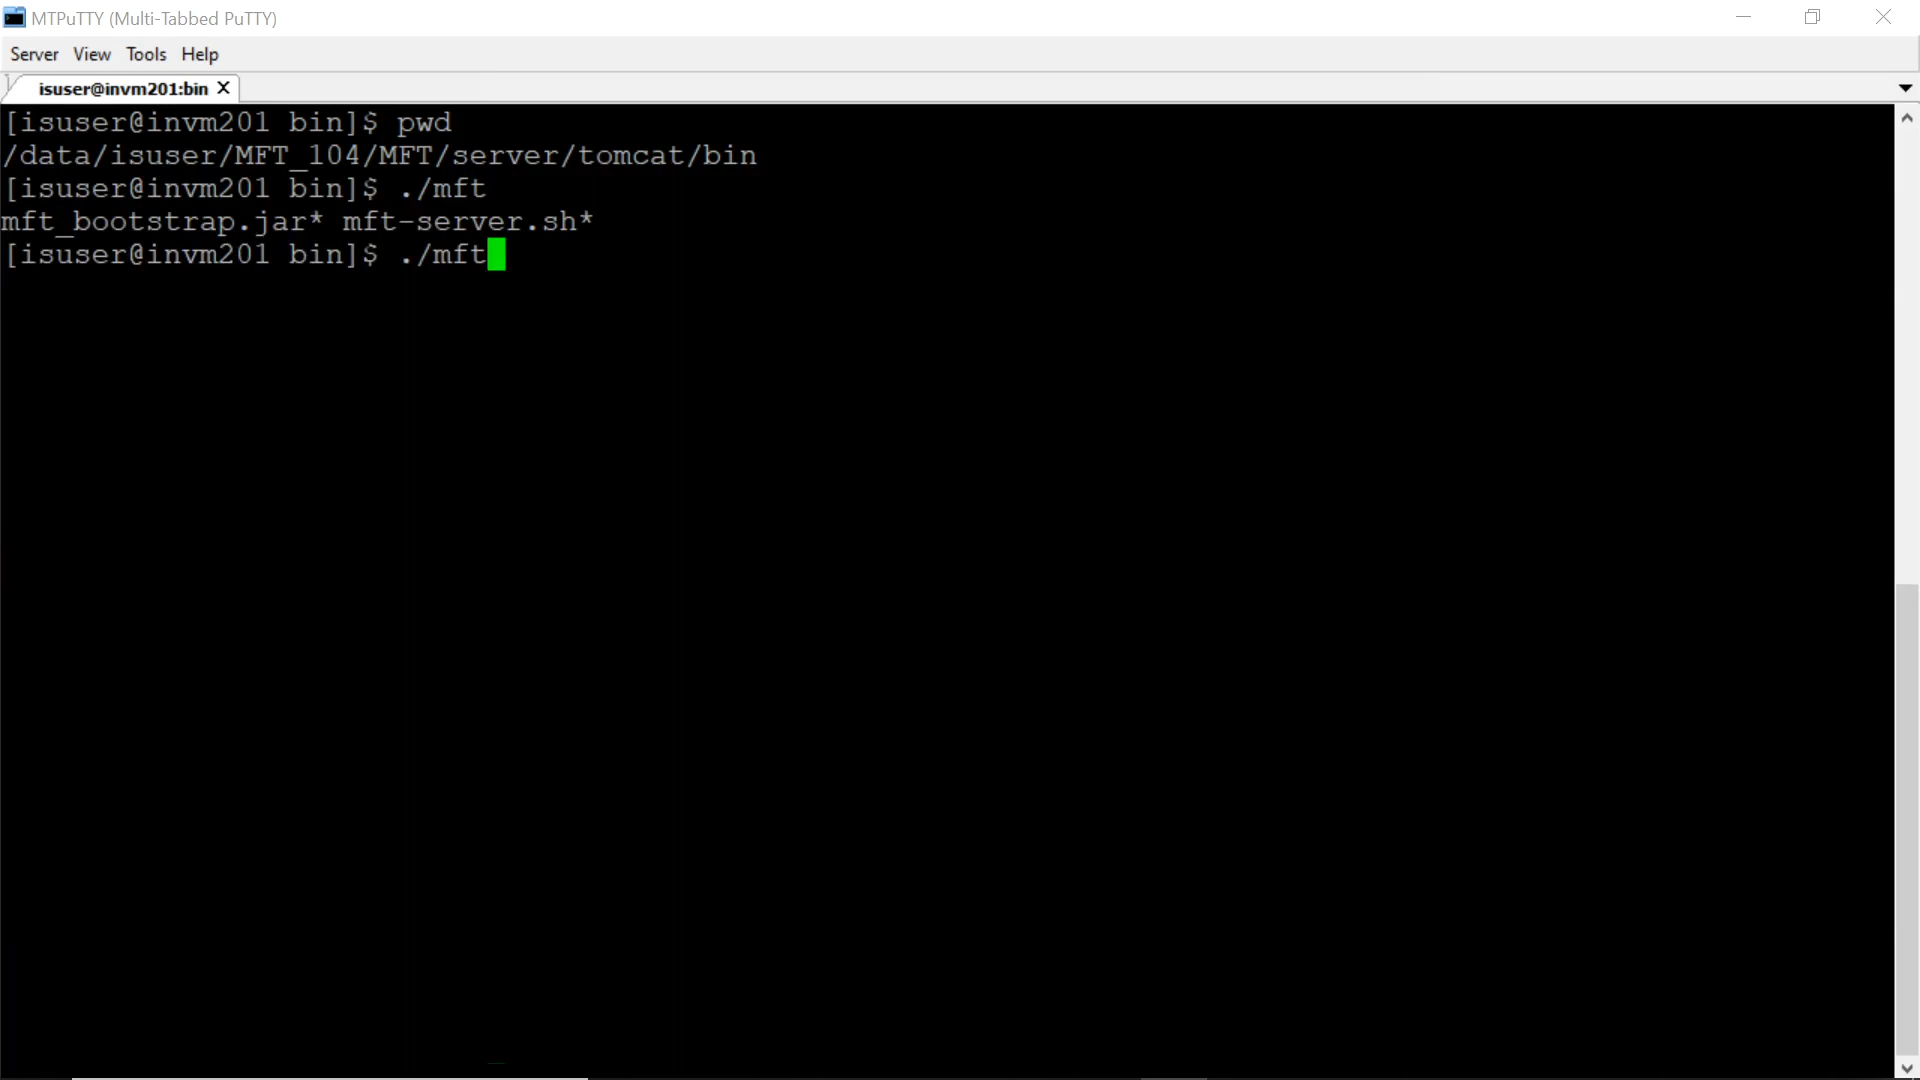 MTPuTTY (Multi-Tabbed PuTTY)
Server View Tools Help
isuser@invm201:bin X
[isuser@invm201 bin]$ pwd
/data/isuser/MFT_104/MFT/server/tomcat/bin
[isuser@invm201 bin]$ ./mft
mft_bootstrap.jar* mft-server.sh*
[isuser@invm201 bin]$ ./mft